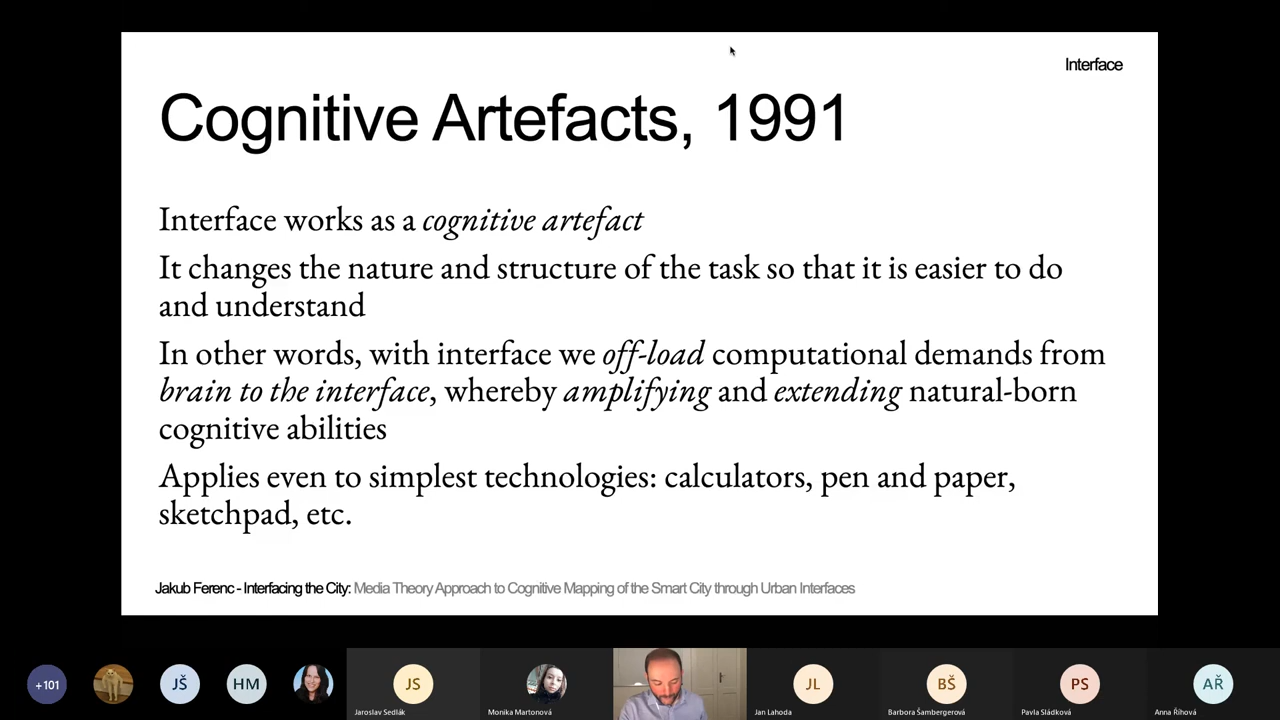 Interface
Cognitive Artefacts, 1991
Interface works as a cognitive artefact
It changes the nature and structure of the task so that it is easier to do
and understand
In other words, with interface we off-load computational demands from
brain to the interface, whereby amplifying and extending natural-born
cognitive abilities
Applies even to simplest technologies: calculators, pen and paper,
sketchpad, etc.
Jakub Ferenc - Interfacing the City: Media Theory Approach to Cognitive Mapping of the Smart City through Urban Interfaces
+101
JŠ
HM
JS
JL
BŠ
PS
AŘ
Jaroslav Sedlák
Monika Martonová
Jan Lahoda
Barbora Šambergerová
Pavla Sládková
Anna Říhová